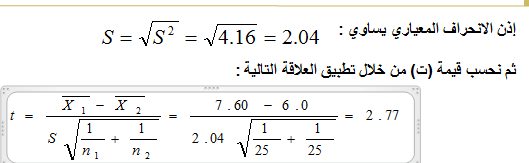 إذن الانحراف المعياري يساوي : S = √S² = √4.16 = 2.04
ثم نحسب قيمة (ت) من خلال تطبيق العلاقة التالية :
t = (X̅₁ − X̅₂) / (S √(1/n₁ + 1/n₂)) = (7.60 − 6.0) / (2.04 √(1/25 + 1/25)) = 2.77